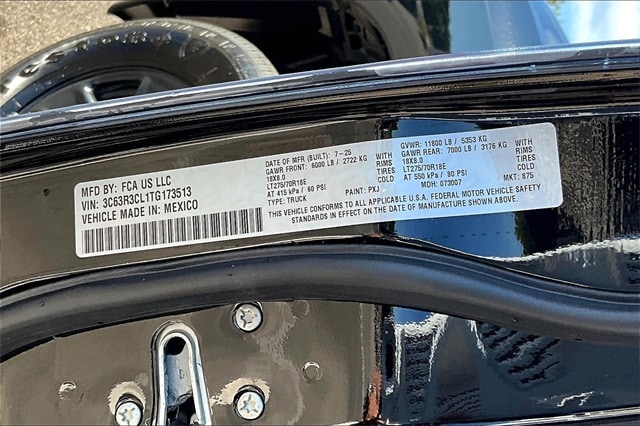 MFD BY: FCA US LLC
VIN: 3C63R3CL1TG173513
VEHICLE MADE IN: MEXICO
DATE OF MFR (BUILT): 7-25
GAWR FRONT: 6000 LB / 2722 KG WITH
18X8.0 TIRES
LT275/70R18E RIMS AT
AT 415 kPa / 60 PSI COLD
TYPE: TRUCK
PAINT: PXJ
GVWR: 11800 LB / 5353 KG
GAWR REAR: 7000 LB / 3176 KG WITH
18X8.0 TIRES
LT275/70R18E RIMS AT
AT 550 kPa / 80 PSI COLD
MDH: 073007
MKT: 875
THIS VEHICLE CONFORMS TO ALL APPLICABLE U.S.A. FEDERAL MOTOR VEHICLE SAFETY
STANDARDS IN EFFECT ON THE DATE OF MANUFACTURE SHOWN ABOVE.